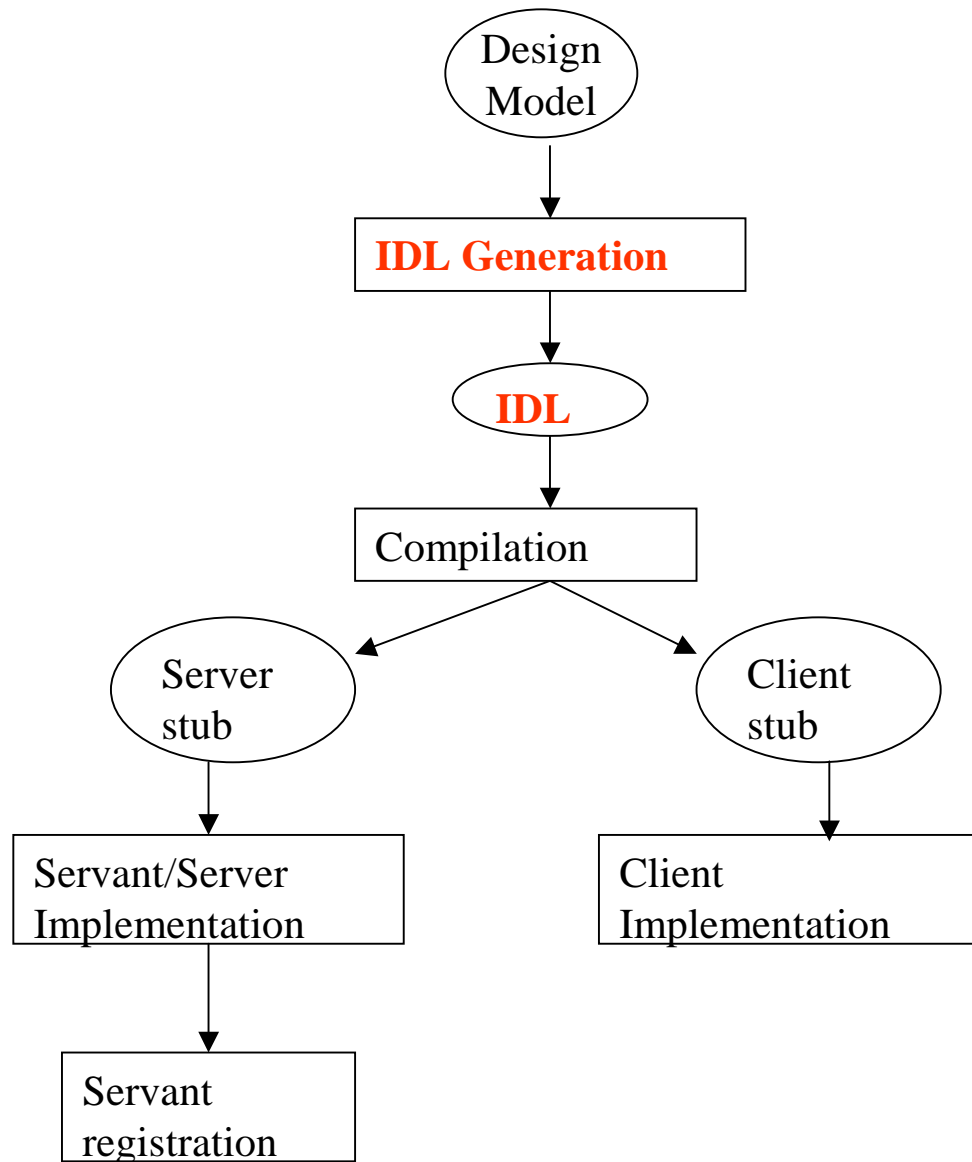 Design
Model
IDL Generation
IDL
Compilation
Server
stub
Client
stub
Servant/Server
Implementation
Client
Implementation
Servant
registration